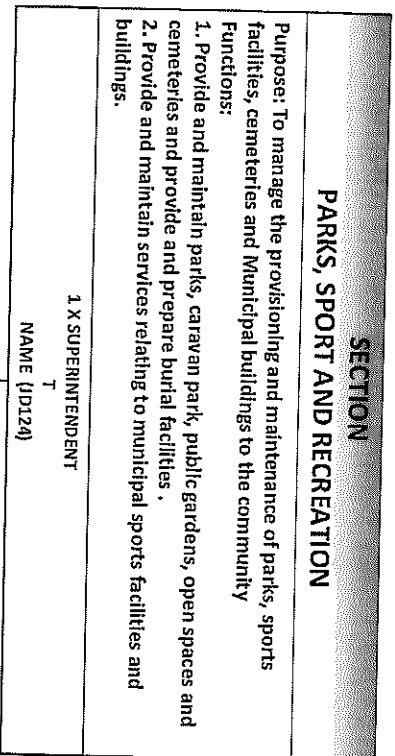 SECTION
PARKS, SPORT AND RECREATION
Purpose: To manage the provisioning and maintenance of parks, sports
facilities, cemeteries and Municipal buildings to the community
Functions:
1. Provide and maintain parks, caravan park, public gardens, open spaces and
cemeteries and provide and prepare burial facilities .
2. Provide and maintain services relating to municipal sports facilities and
buildings.
1 X SUPERINTENDENT
T
NAME (JD124)